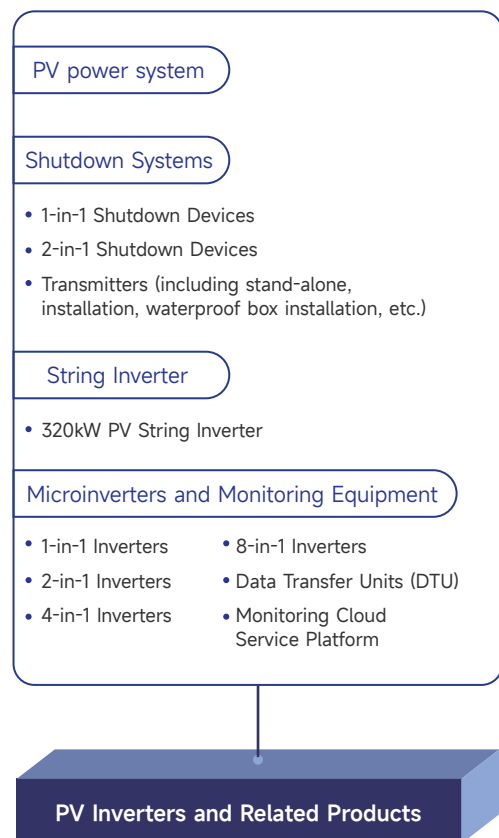 PV power system
Shutdown Systems
• 1-in-1 Shutdown Devices
• 2-in-1 Shutdown Devices
• Transmitters (including stand-alone,
installation, waterproof box installation, etc.)
String Inverter
• 320kW PV String Inverter
Microinverters and Monitoring Equipment
• 1-in-1 Inverters
• 2-in-1 Inverters
• 4-in-1 Inverters
• 8-in-1 Inverters
• Data Transfer Units (DTU)
• Monitoring Cloud
Service Platform
PV Inverters and Related Products